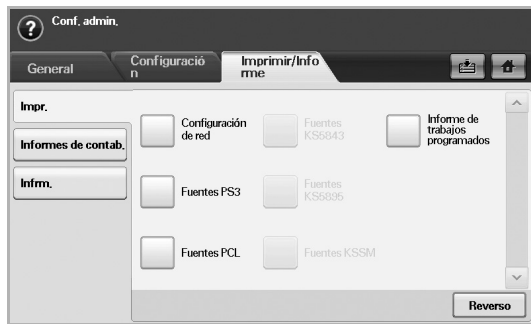 ? Conf. admin.
General
Configuració
n
Imprimir/Info
rme
Impr.
Informes de contab.
Infrm.
Configuración
de red
Fuentes
KS5843
Informe de
trabajos
programados
Fuentes PS3
Fuentes
KS5895
Fuentes PCL
Fuentes KSSM
Reverso